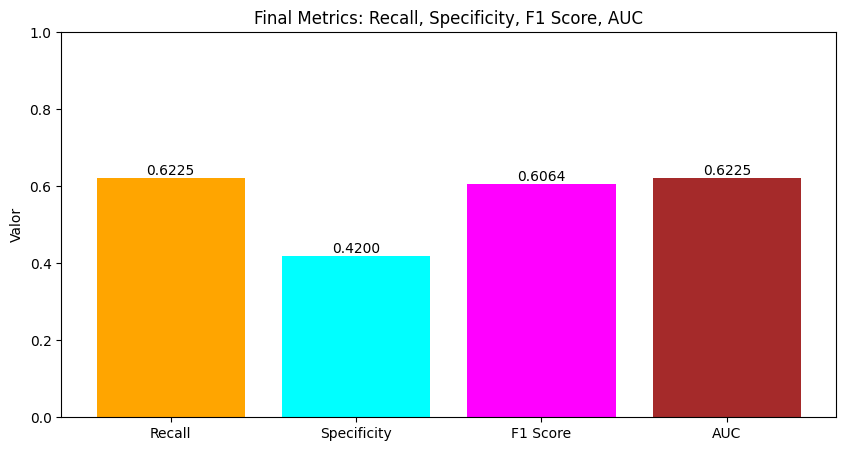 Final Metrics: Recall, Specificity, F1 Score, AUC
1.0
0.8
0.6
0.4
0.2
0.0
Valor
0.6225
0.4200
0.6064
0.6225
Recall
Specificity
F1 Score
AUC